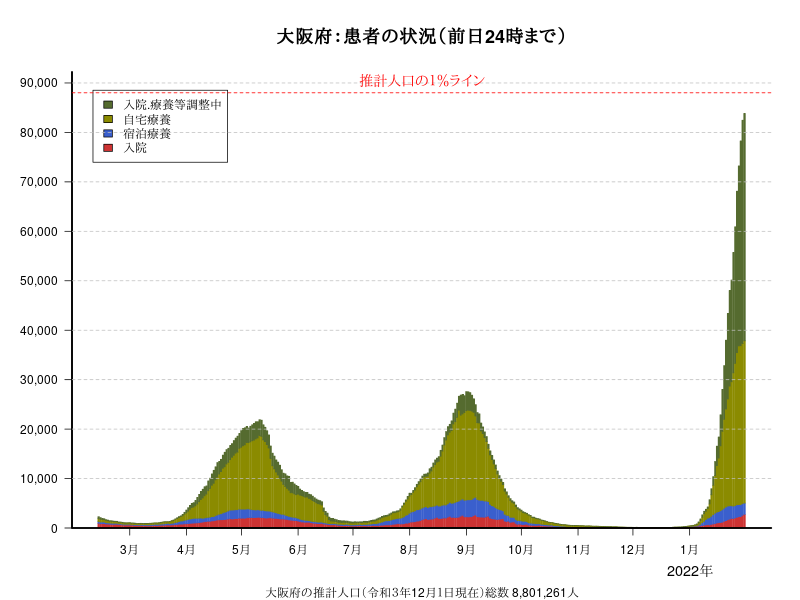 大阪府：患者の状況（前日24時まで）
推計人口の1%ライン
90,000
80,000
70,000
60,000
50,000
40,000
30,000
20,000
10,000
0
入院,療養等調整中
自宅療養
宿泊療養
入院
3月 4月 5月 6月 7月 8月 9月 10月 11月 12月 1月
2022年
大阪府の推計人口（令和3年12月1日現在）総数 8,801,261人